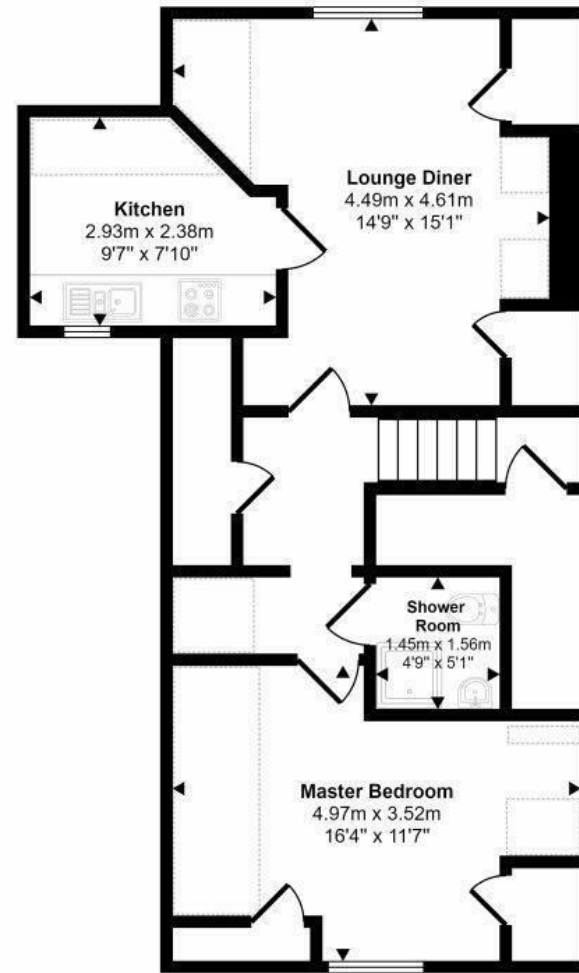 Lounge Diner
4.49m x 4.61m
14'9" x 15'1"
Kitchen
2.93m x 2.38m
9'7" x 7'10"
Shower
Room
1.45m x 1.56m
4'9" x 5'1"
Master Bedroom
4.97m x 3.52m
16'4" x 11'7"